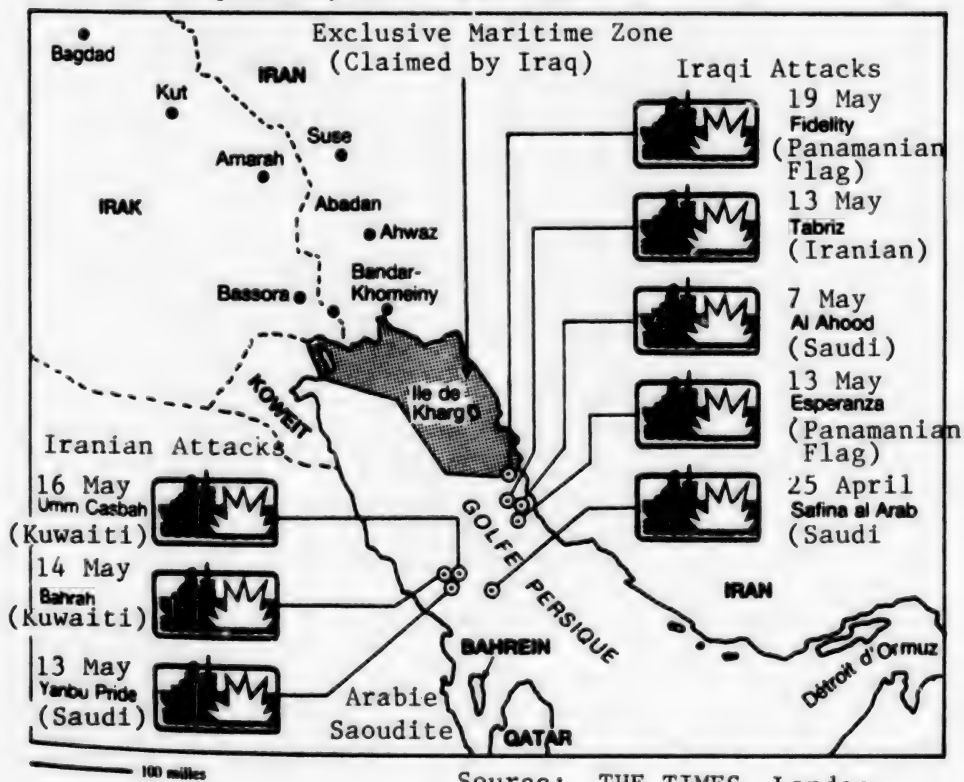 Exclusive Maritime Zone
(Claimed by Iraq)
Bagdad
IRAN
Kut
Suse
Amarah
IRAK
Abadan
Ahwaz
Bassora
Bandar-
Khomeiny
KOWEIT
Ile de
Kharg
Iraqi Attacks
19 May
Fidelity
(Panamanian
Flag)
13 May
Tabriz
(Iranian)
7 May
Al Ahood
(Saudi)
13 May
Esperanza
(Panamanian
Flag)
25 April
Safina al Arab
(Saudi
Iranian Attacks
16 May
Umm Casbah
(Kuwaiti)
14 May
Bahrah
(Kuwaiti)
13 May
Yanbu Pride
(Saudi)
GOLFE PERSIQUE
IRAN
BAHREIN
Détroit d'Ormuz
Arabie
Saoudite
QATAR
100 milles
Source: THE TIMES, London